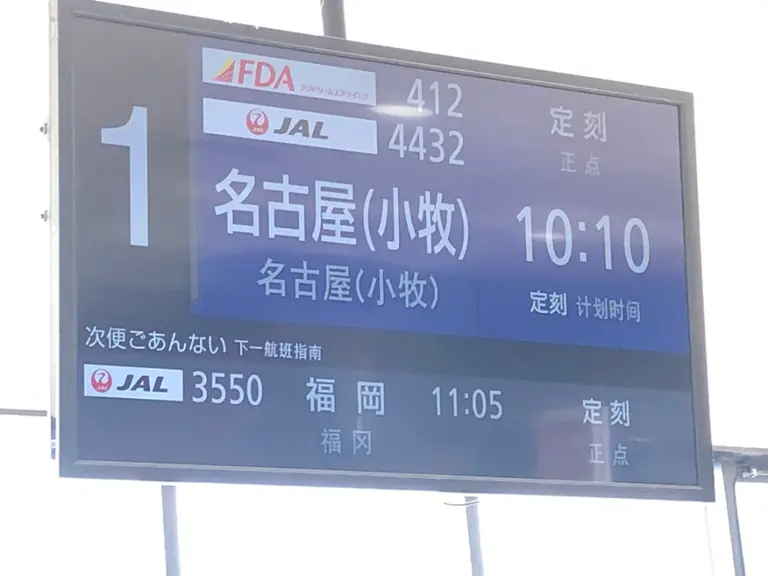 1
FDA フジドリームエアラインズ 412 定刻
JAL 4432 正点
名古屋(小牧) 10:10
名古屋(小牧) 定刻 计划时间
次便ごあんない 下一航班指南
JAL 3550 福岡 11:05 定刻
福冈 正点